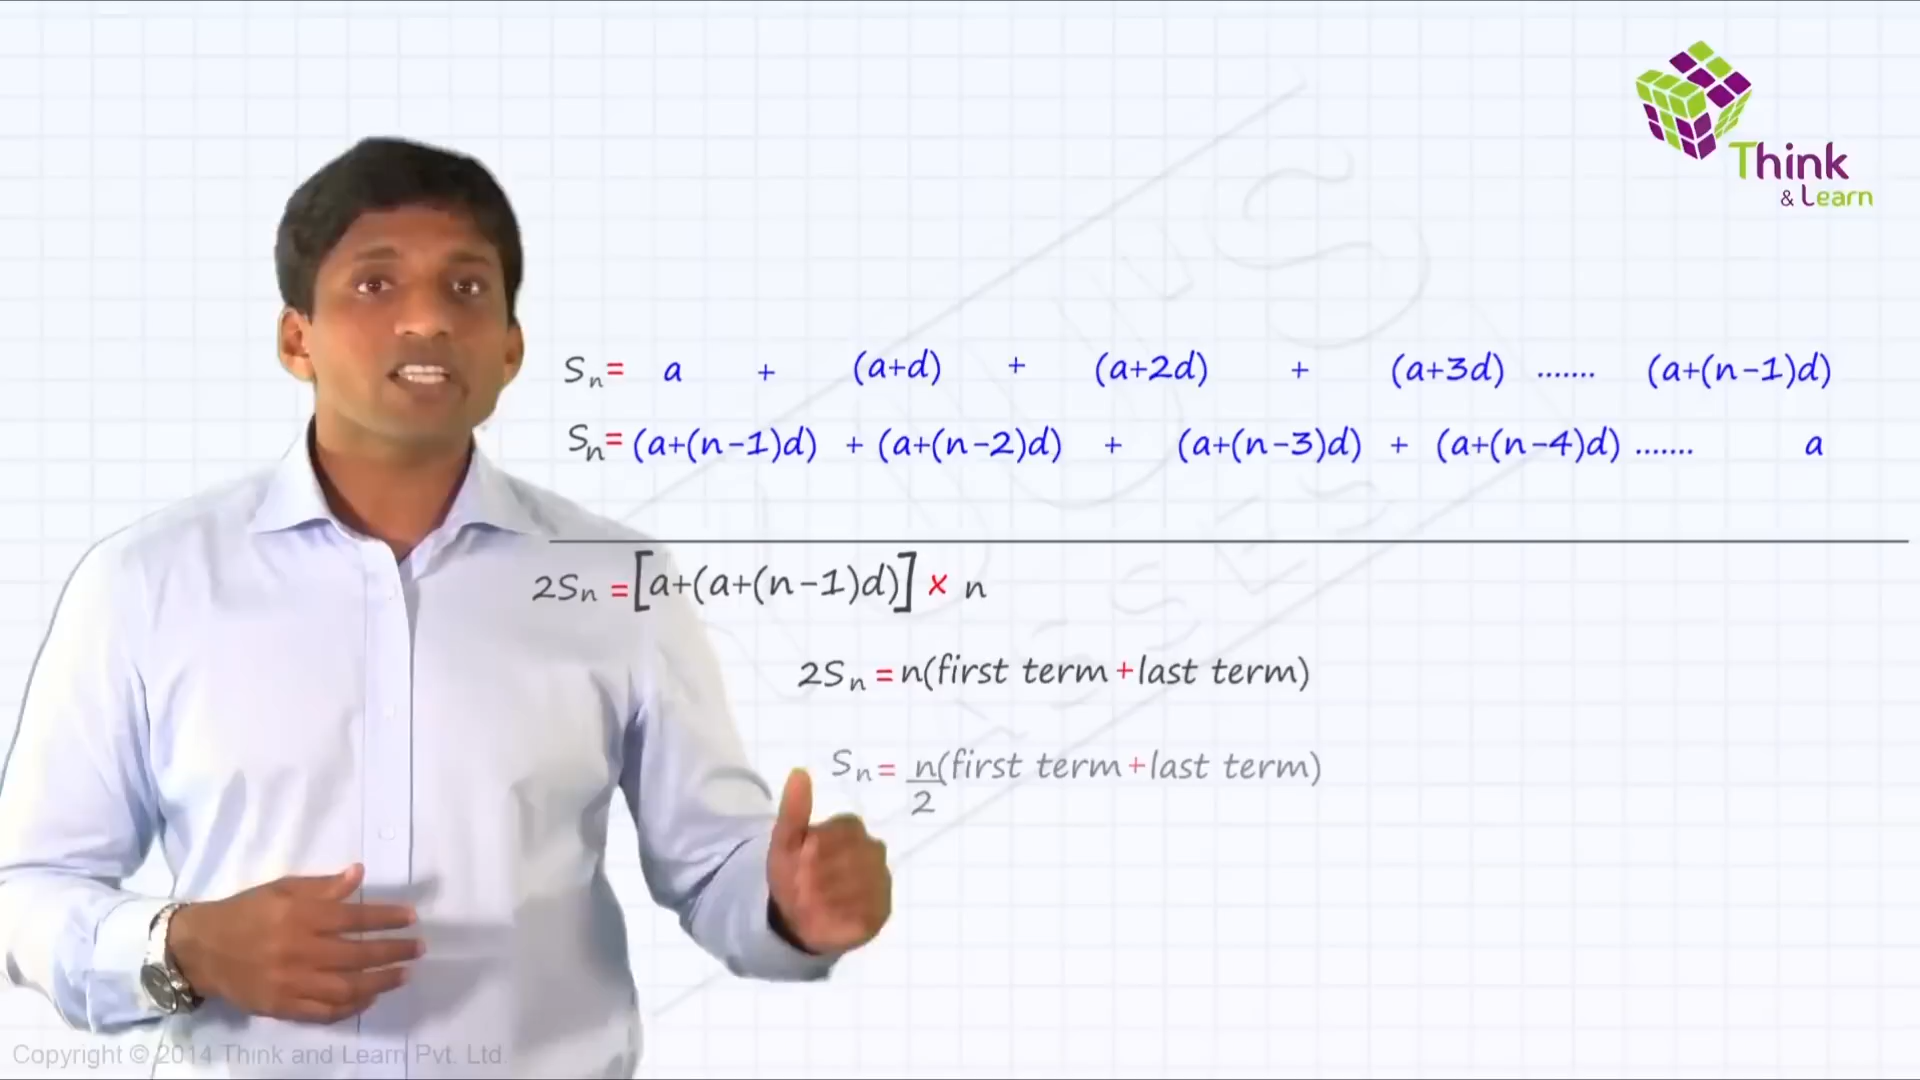 Think
& Learn
Sn= a + (a+d) + (a+2d) + (a+3d) ....... (a+(n-1)d)
Sn= (a+(n-1)d) + (a+(n-2)d) + (a+(n-3)d) + (a+(n-4)d) ....... a
2Sn =[a+(a+(n-1)d)] × n
2Sn =n(first term+last term)
Sn= n/2(first term+last term)
Copyright © 2014 Think and Learn Pvt. Ltd.